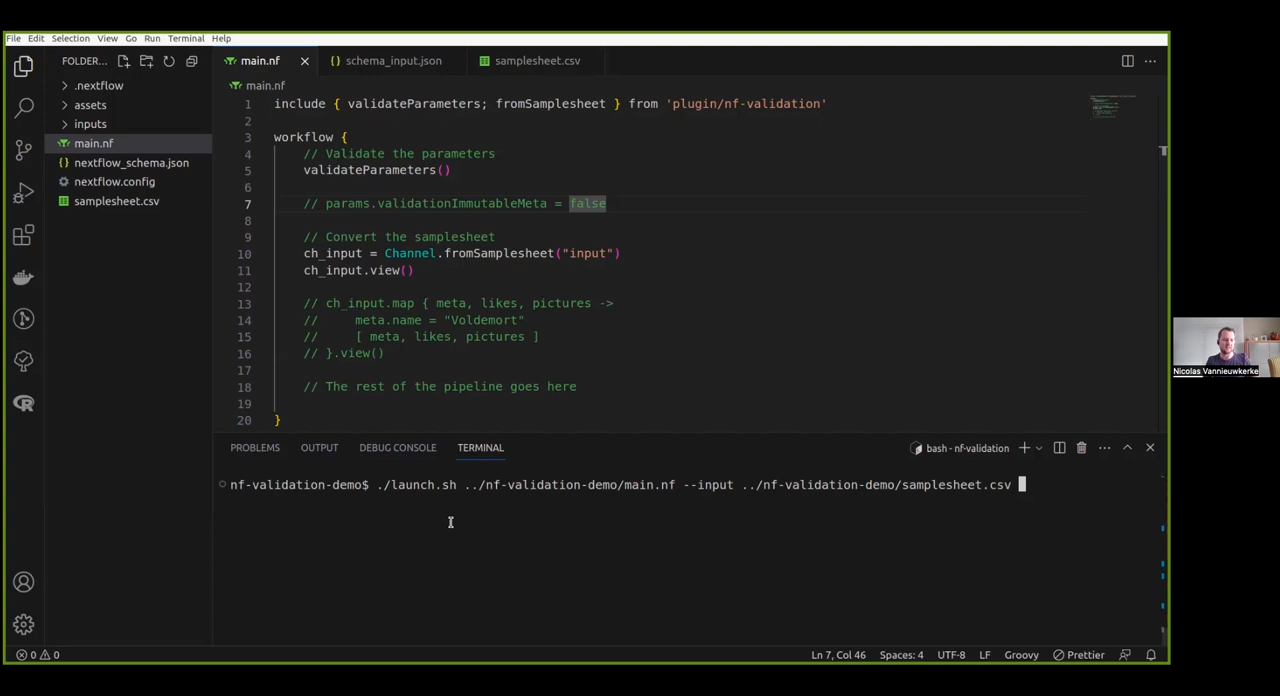 File Edit Selection View Go Run Terminal Help
FOLDER...
main.nf
schema_input.json
samplesheet.csv
.nextflow
assets
inputs
main.nf
nextflow_schema.json
nextflow.config
samplesheet.csv
main.nf
1 include { validateParameters; fromSamplesheet } from 'plugin/nf-validation'
2
3 workflow {
4 // Validate the parameters
5 validateParameters()
6
7 // params.validationImmutableMeta = false
8
9 // Convert the samplesheet
10 ch_input = Channel.fromSamplesheet("input")
11 ch_input.view()
12
13 // ch_input.map { meta, likes, pictures ->
14 // meta.name = "Voldemort"
15 // [ meta, likes, pictures ]
16 // }.view()
17
18 // The rest of the pipeline goes here
19
20 }
PROBLEMS OUTPUT DEBUG CONSOLE TERMINAL
bash - nf-validation
nf-validation-demo$ ./launch.sh ../nf-validation-demo/main.nf --input ../nf-validation-demo/samplesheet.csv
0 0
Ln 7, Col 46 Spaces: 4 UTF-8 LF Groovy Prettier
Nicolas Vannieuwkerke